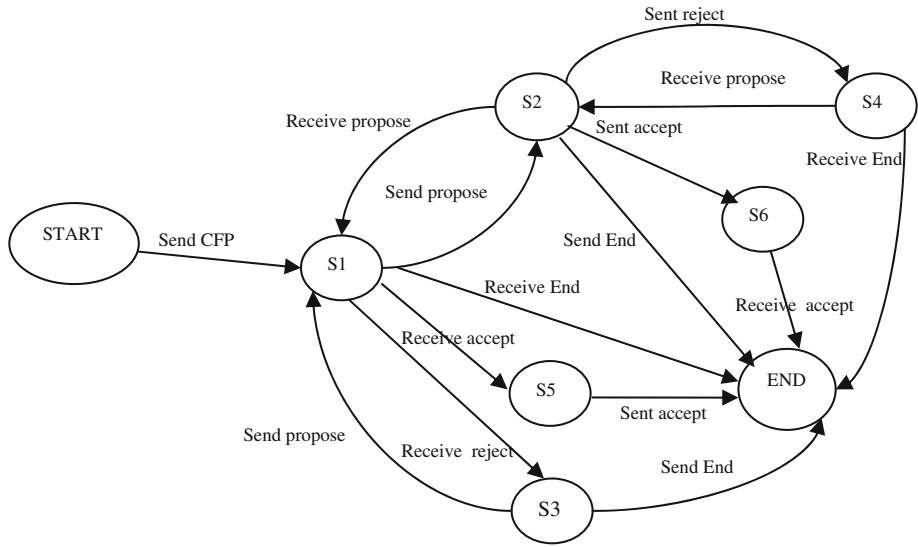 Sent reject
S2
Receive propose
S4
Receive propose
Sent accept
Receive End
Send propose
S6
START
Send CFP
Send End
S1
Receive End
Receive accept
Receive accept
S5
END
Sent accept
Send propose
Receive reject
Send End
S3